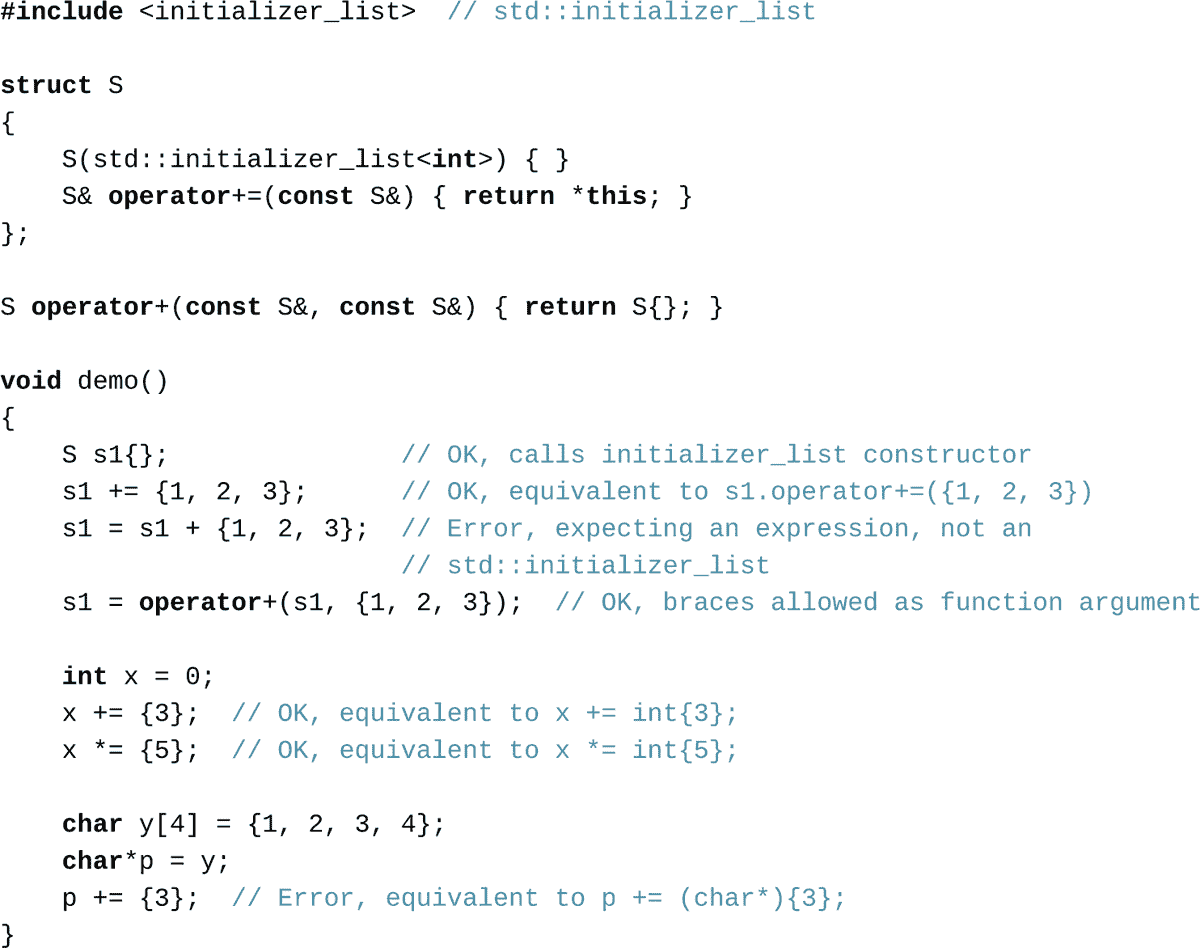 #include <initializer_list>  // std::initializer_list

struct S
{
    S(std::initializer_list<int>) { }
    S& operator+=(const S&) { return *this; }
};

S operator+(const S&, const S&) { return S{}; }

void demo()
{
    S s1{};               // OK, calls initializer_list constructor
    s1 += {1, 2, 3};      // OK, equivalent to s1.operator+=({1, 2, 3})
    s1 = s1 + {1, 2, 3};  // Error, expecting an expression, not an
                          // std::initializer_list
    s1 = operator+(s1, {1, 2, 3});  // OK, braces allowed as function argument

    int x = 0;
    x += {3};  // OK, equivalent to x += int{3};
    x *= {5};  // OK, equivalent to x *= int{5};

    char y[4] = {1, 2, 3, 4};
    char*p = y;
    p += {3};  // Error, equivalent to p += (char*){3};
}